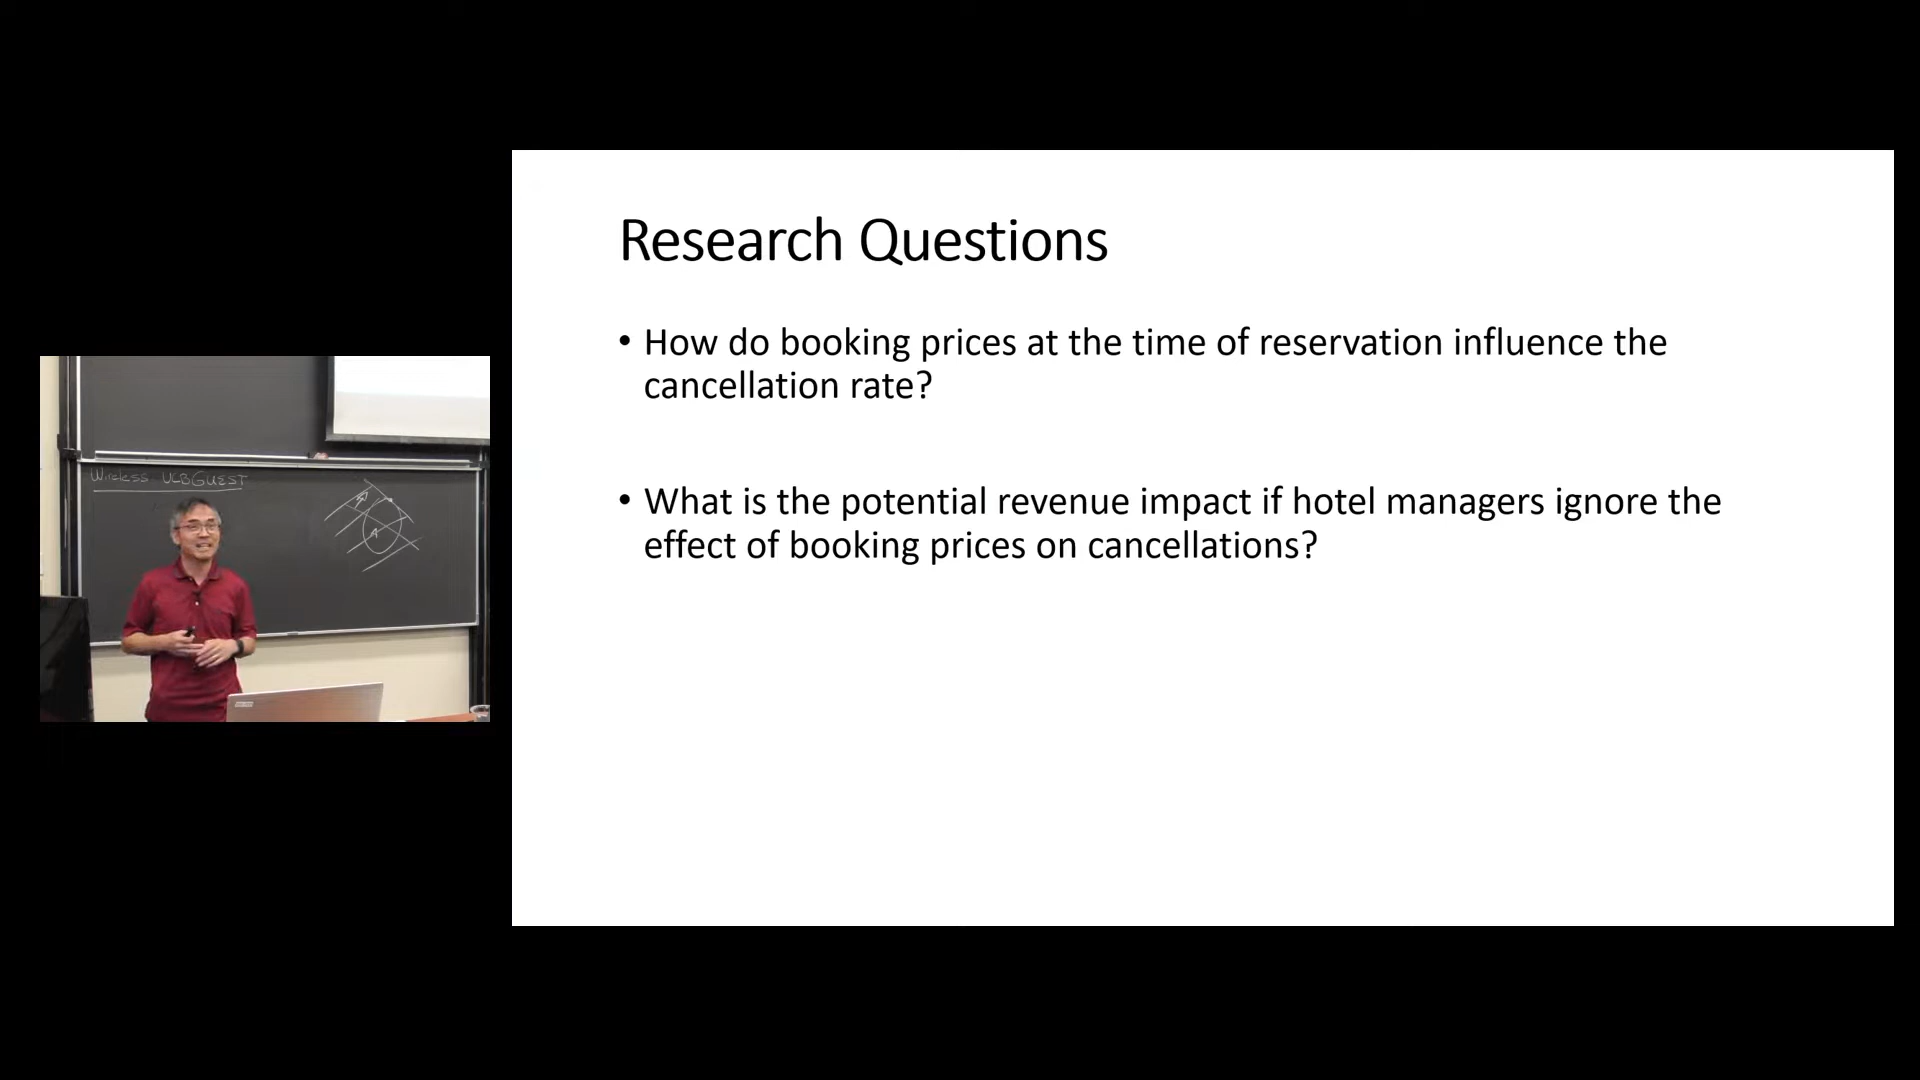 Wireless ULBGUEST
Research Questions
• How do booking prices at the time of reservation influence the
cancellation rate?
• What is the potential revenue impact if hotel managers ignore the
effect of booking prices on cancellations?